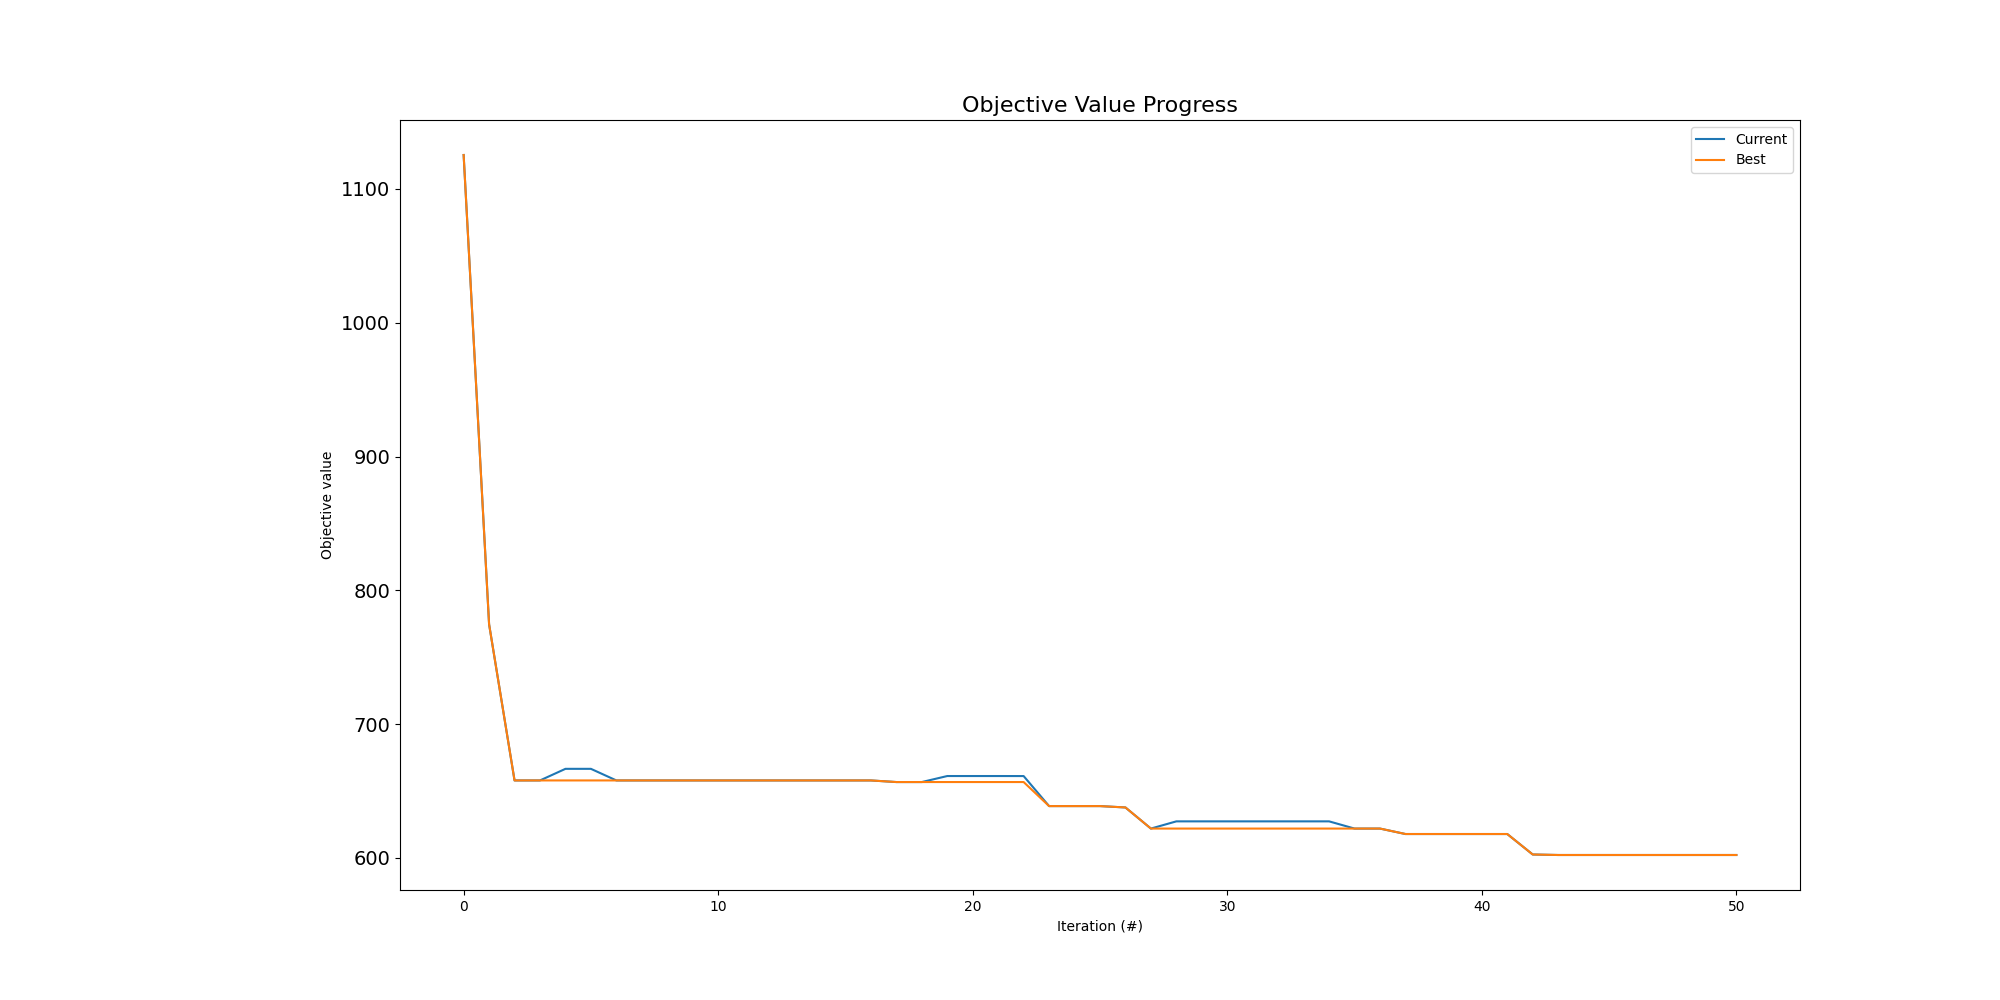 Objective Value Progress
Current
Best
1100
1000
900
800
700
600
Objective value
0 10 20 30 40 50
Iteration (#)